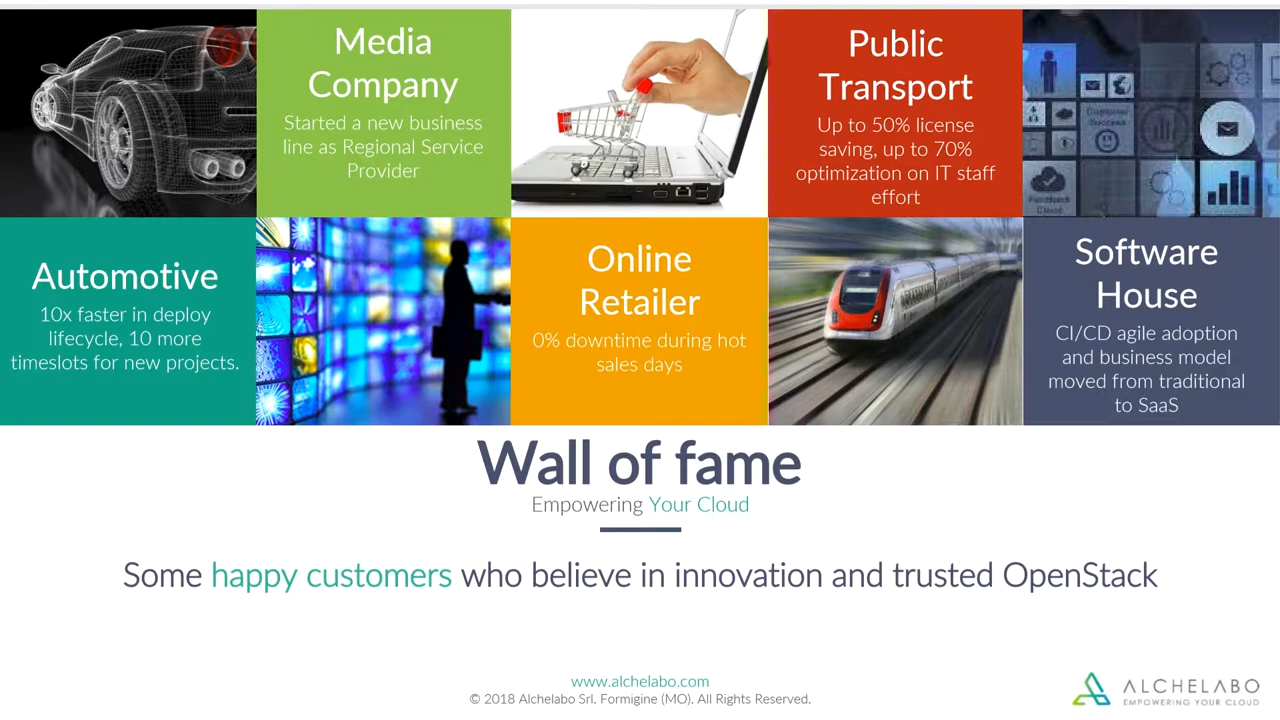 Media
Company
Started a new business
line as Regional Service
Provider
Public
Transport
Up to 50% license
saving, up to 70%
optimization on IT staff
effort
Customer
Success
Feedback
Cloud
Automotive
10x faster in deploy
lifecycle, 10 more
timeslots for new projects.
Online
Retailer
0% downtime during hot
sales days
Software
House
CI/CD agile adoption
and business model
moved from traditional
to SaaS
Wall of fame
Empowering Your Cloud
Some happy customers who believe in innovation and trusted OpenStack
www.alchelabo.com
© 2018 Alchelabo Srl. Formigine (MO). All Rights Reserved.
ALCHELABO
EMPOWERING YOUR CLOUD